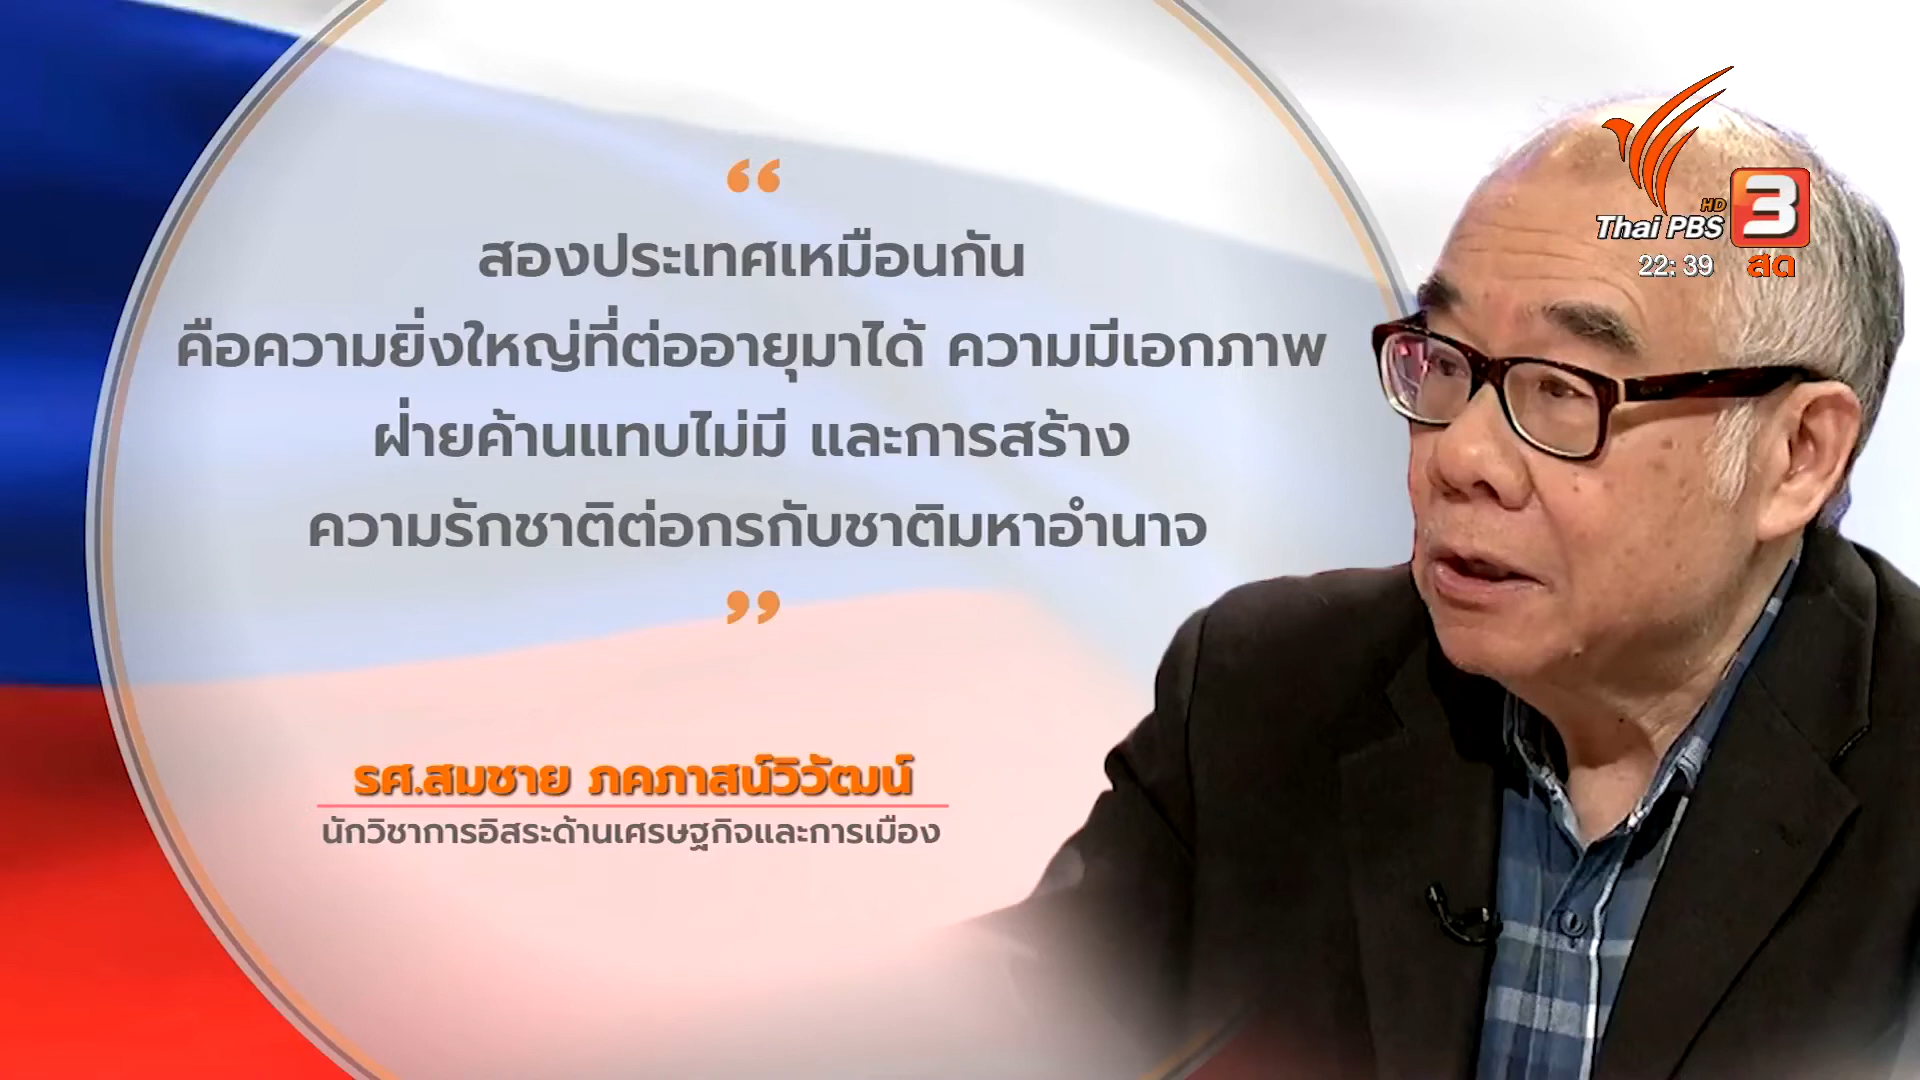 “
สองประเทศเหมือนกัน
คือความยิ่งใหญ่ที่ต่ออายุมาได้ ความมีเอกภาพ
ฝ่ายค้านแทบไม่มี และการสร้าง
ความรักชาติต่อกรกับชาติมหาอำนาจ
”
รศ.สมชาย ภคภาสน์วิวัฒน์
นักวิชาการอิสระด้านเศรษฐกิจและการเมือง
HD
Thai PBS 3
22:39 สด